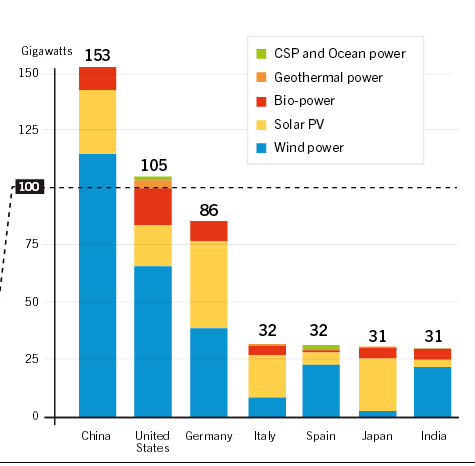 Gigawatts
150
125
100
75
50
25
0
153
105
86
32
32
31
31
CSP and Ocean power
Geothermal power
Bio-power
Solar PV
Wind power
China
United
States
Germany
Italy
Spain
Japan
India